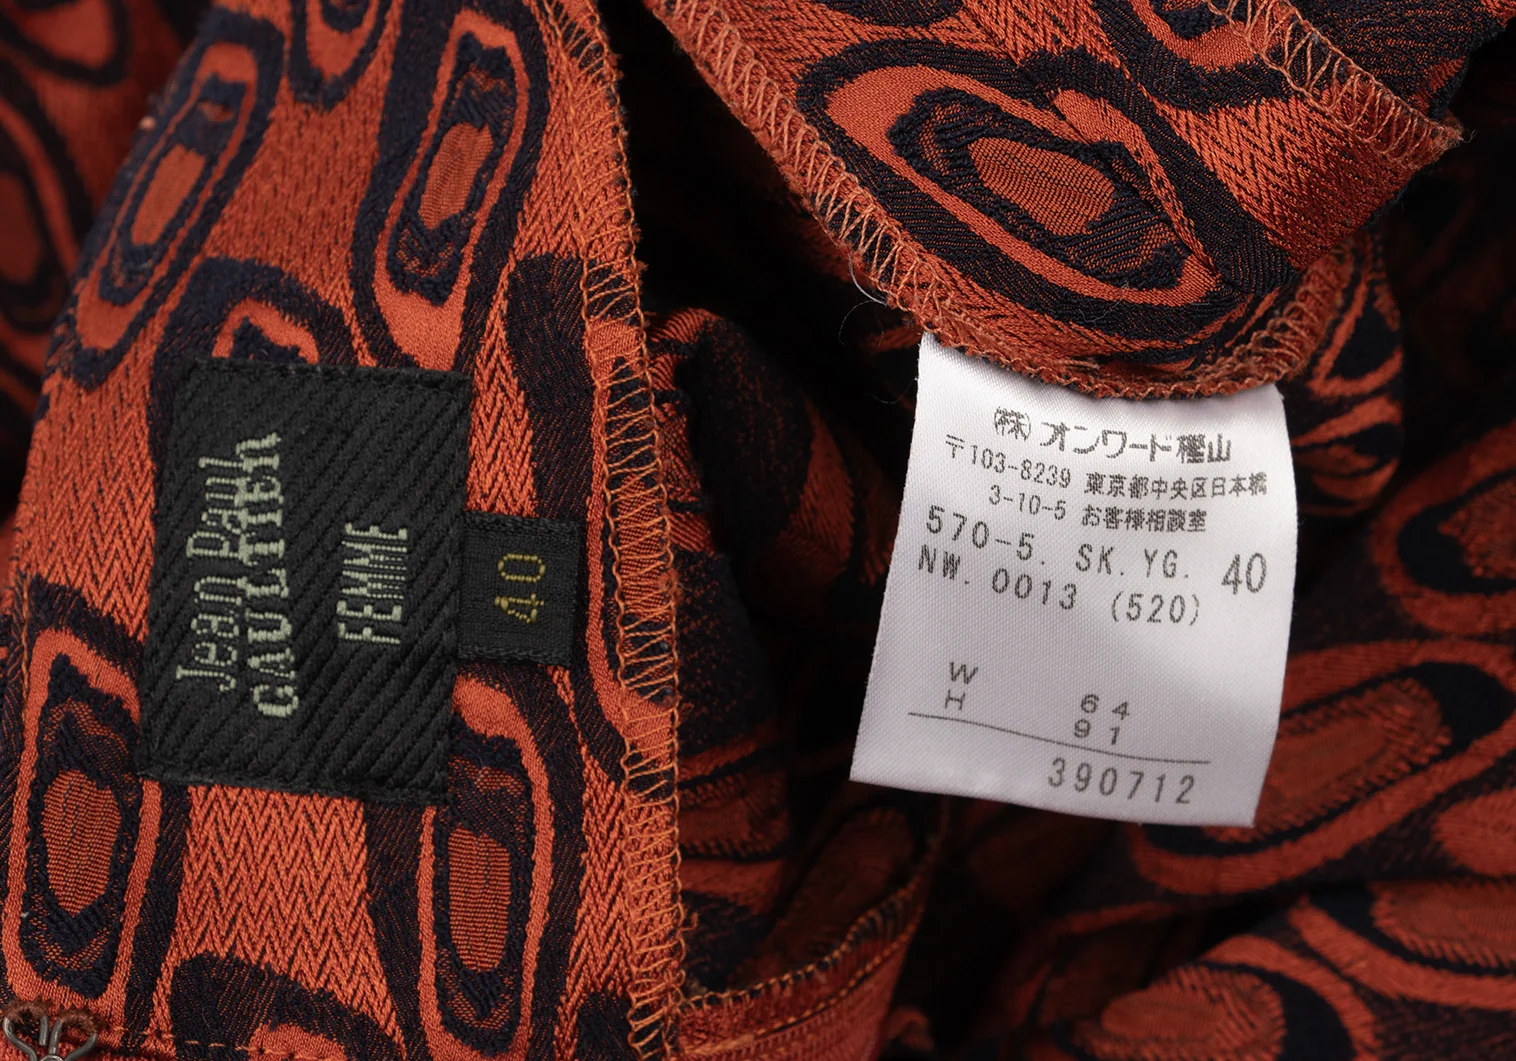 Jean Paul
GAULTIER
FEMME
40
㈱オンワード樫山
〒103-8239 東京都中央区日本橋
3-10-5 お客様相談室
570-5. SK. YG. 40
NW. 0013 (520)
W 64
H 91
390712